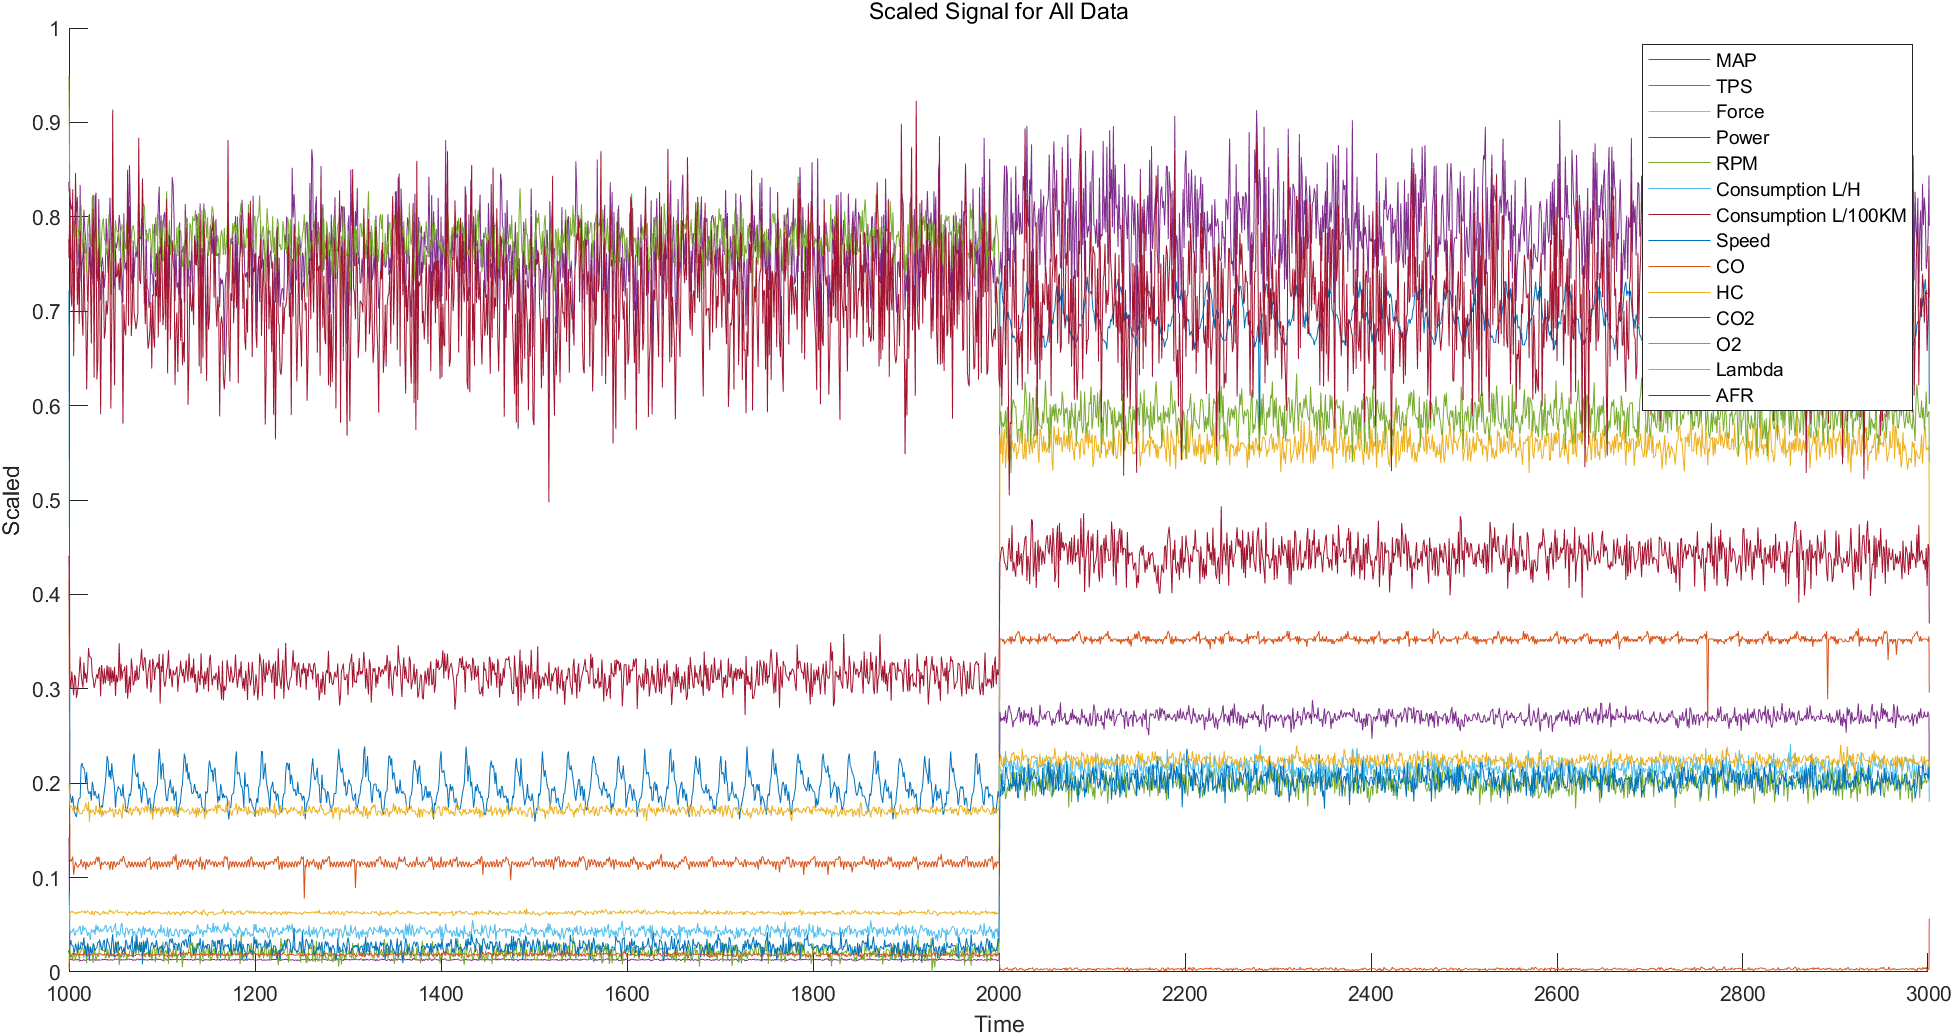 Scaled Signal for All Data
1
0.9
0.8
0.7
0.6
0.5
0.4
0.3
0.2
0.1
0
Scaled
MAP
TPS
Force
Power
RPM
Consumption L/H
Consumption L/100KM
Speed
CO
HC
CO2
O2
Lambda
AFR
1000 1200 1400 1600 1800 2000 2200 2400 2600 2800 3000
Time